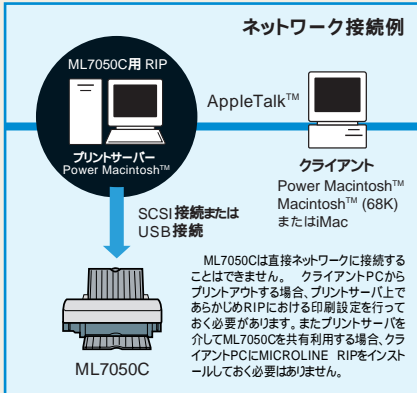 ネットワーク接続例
ML7050C用 RIP
プリントサーバー
Power Macintosh™
AppleTalk™
クライアント
Power Macintosh™
Macintosh™ (68K)
またはiMac
SCSI接続または
USB接続
ML7050C
ML7050Cは直接ネットワークに接続する
ことはできません。 クライアントPCから
プリントアウトする場合、プリントサーバ上で
あらかじめRIPにおける印刷設定を行って
おく必要があります。またプリントサーバを
介してML7050Cを共有利用する場合、クラ
イアントPCにMICROLINE RIPをインスト
ールしておく必要はありません。